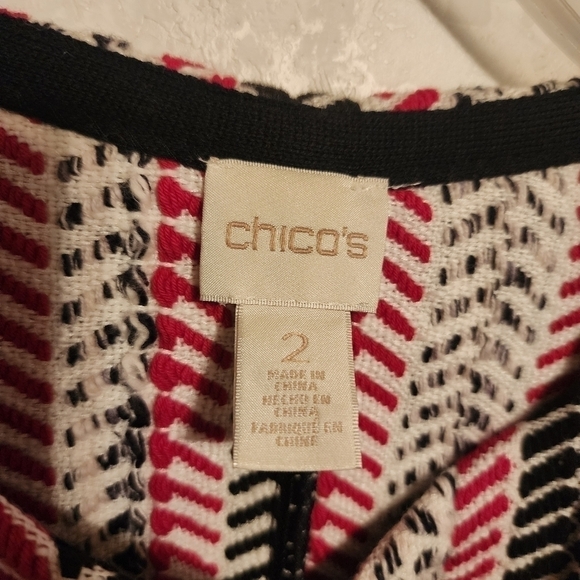 chico's
2
MADE IN
CHINA
HECHO EN
CHINA
FABRIQUÉ EN
CHINE